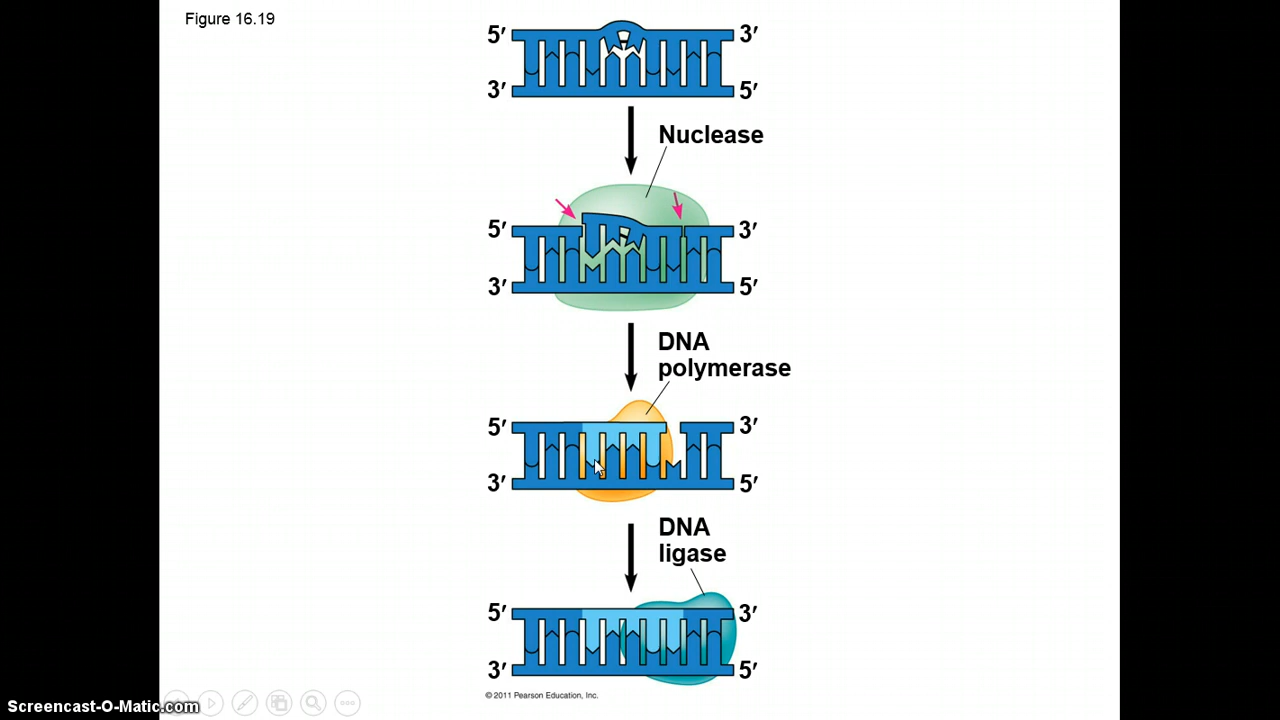 Figure 16.19
5′ 3′
3′ 5′
Nuclease
5′ 3′
3′ 5′
DNA
polymerase
5′ 3′
3′ 5′
DNA
ligase
5′ 3′
3′ 5′
© 2011 Pearson Education, Inc.
Screencast-O-Matic.com